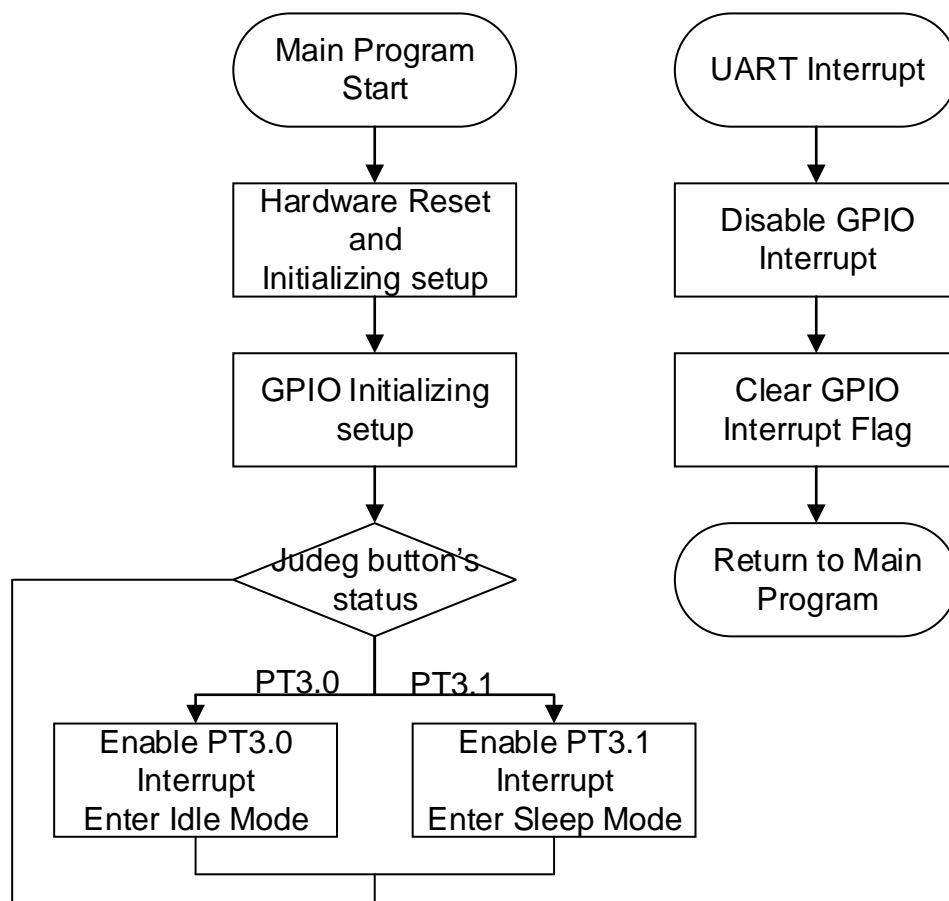 Main Program
Start
Hardware Reset
and
Initializing setup
GPIO Initializing
setup
Judeg button's
status
PT3.0
PT3.1
Enable PT3.0
Interrupt
Enter Idle Mode
Enable PT3.1
Interrupt
Enter Sleep Mode
UART Interrupt
Disable GPIO
Interrupt
Clear GPIO
Interrupt Flag
Return to Main
Program